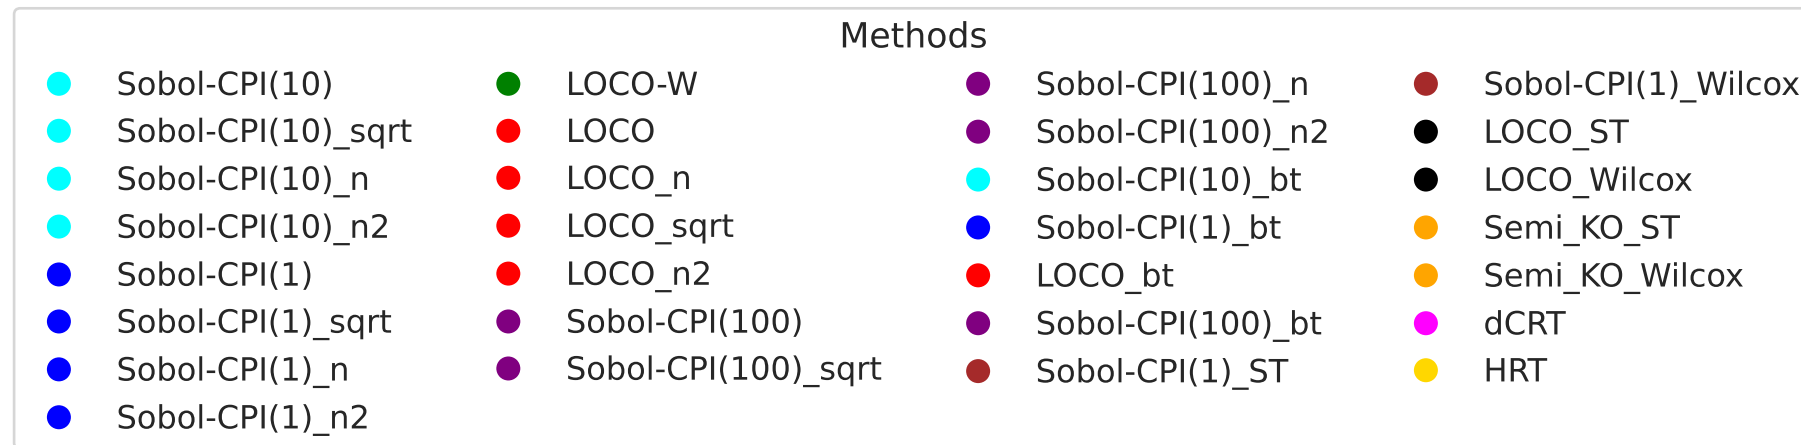 Methods
Sobol-CPI(10)
Sobol-CPI(10)_sqrt
Sobol-CPI(10)_n
Sobol-CPI(10)_n2
Sobol-CPI(1)
Sobol-CPI(1)_sqrt
Sobol-CPI(1)_n
Sobol-CPI(1)_n2
LOCO-W
LOCO
LOCO_n
LOCO_sqrt
LOCO_n2
Sobol-CPI(100)
Sobol-CPI(100)_sqrt
Sobol-CPI(100)_n
Sobol-CPI(100)_n2
Sobol-CPI(10)_bt
Sobol-CPI(1)_bt
LOCO_bt
Sobol-CPI(100)_bt
Sobol-CPI(1)_ST
Sobol-CPI(1)_Wilcox
LOCO_ST
LOCO_Wilcox
Semi_KO_ST
Semi_KO_Wilcox
dCRT
HRT